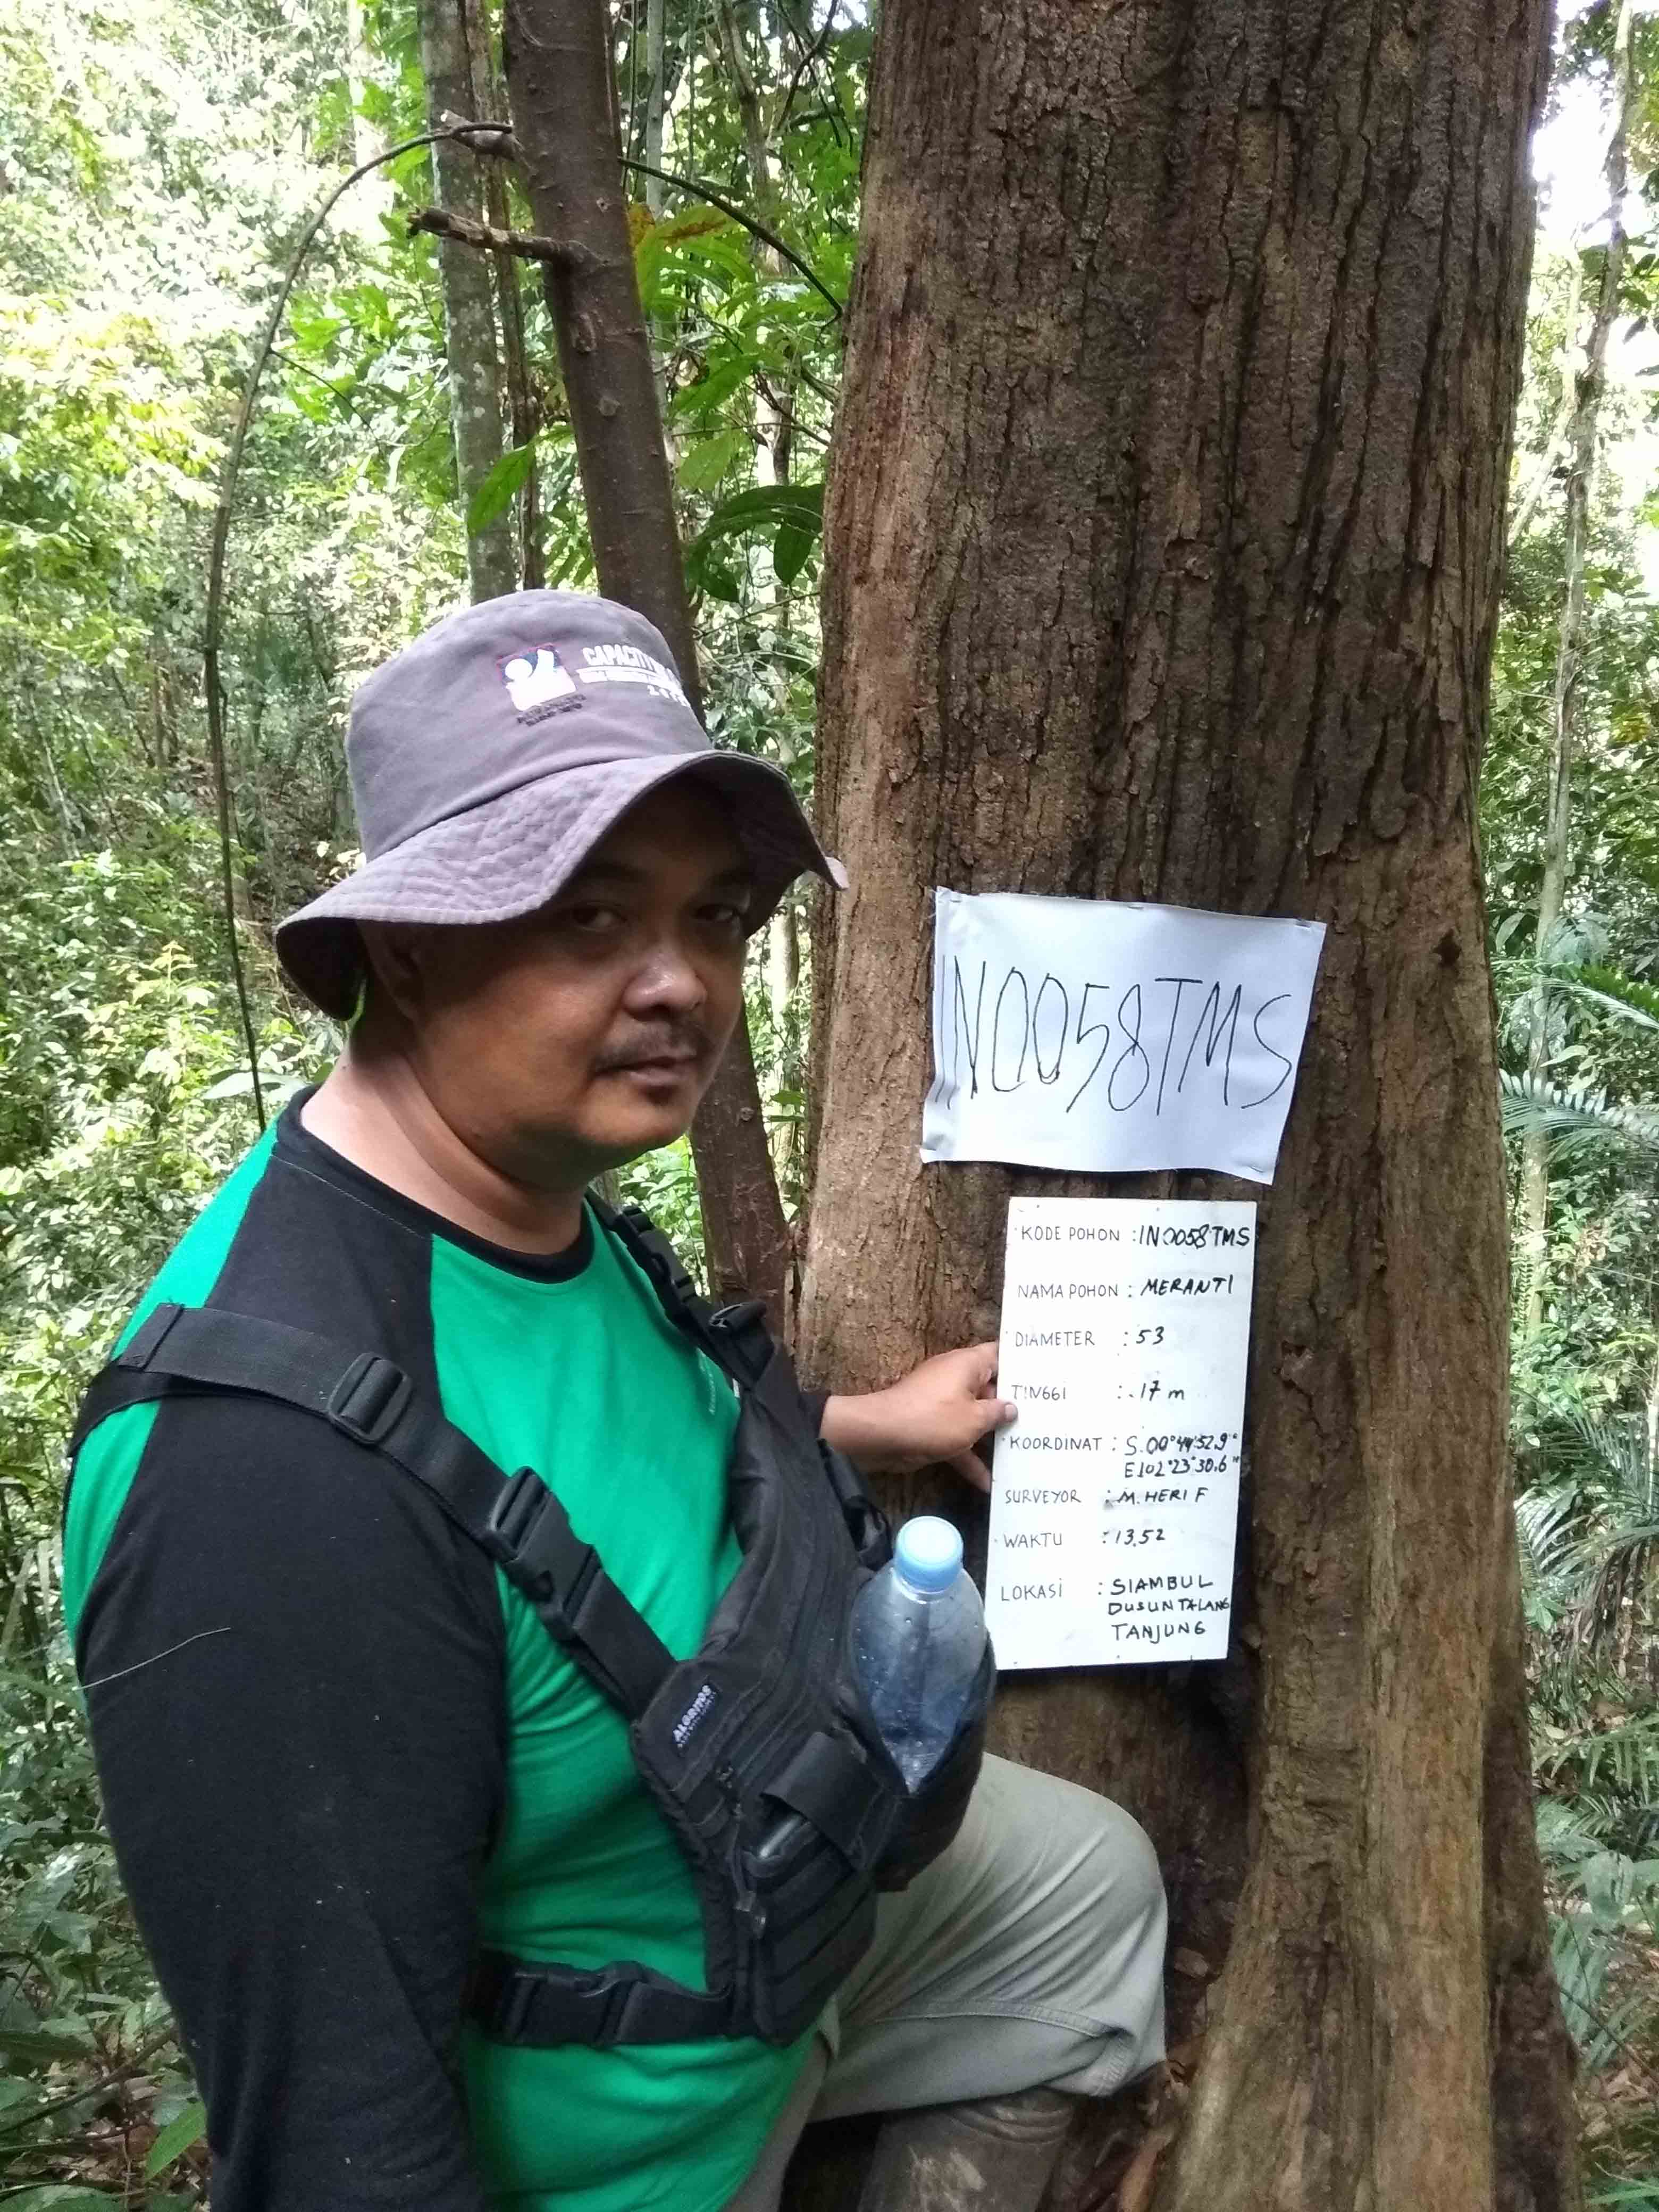 CAPACITY
IN0058TMS
KODE POHON : IN0058TMS
NAMA POHON : MERANTI
DIAMETER : 53
TINGGI : 17 m
KOORDINAT : S.00°44'52.9"
E102°23'30.6"
SURVEYOR : M. HERI F
WAKTU : 13.52
LOKASI : SIAMBUL
DUSUN TALANG
TANJUNG